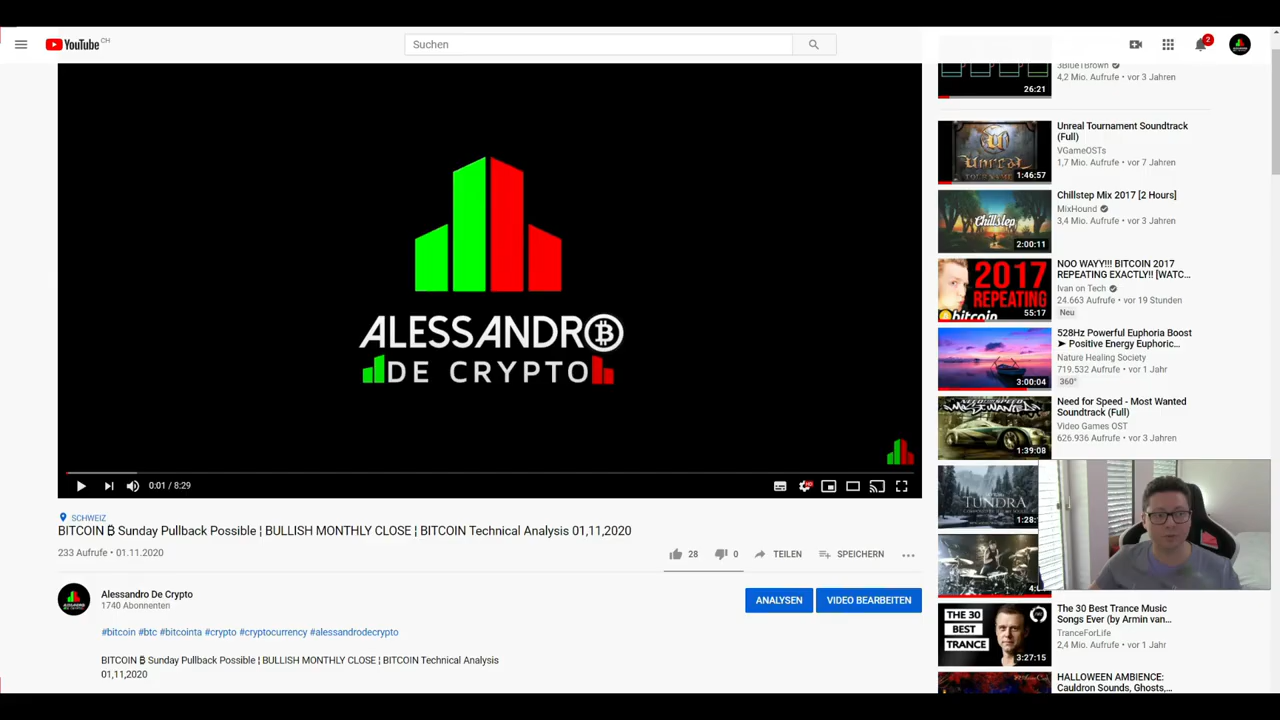 YouTube CH
Suchen
2
3Blue1Brown
4,2 Mio. Aufrufe • vor 3 Jahren
26:21
Unreal Tournament Soundtrack
(Full)
VGameOSTs
1,7 Mio. Aufrufe • vor 7 Jahren
1:46:57
Chillstep Mix 2017 [2 Hours]
MixHound
3,4 Mio. Aufrufe • vor 3 Jahren
Chillstep
2:00:11
NOO WAYY!!! BITCOIN 2017
REPEATING EXACTLY!! [WATC...
Ivan on Tech
24.663 Aufrufe • vor 19 Stunden
Neu
2017
REPEATING
bitcoin
55:17
528Hz Powerful Euphoria Boost
➤ Positive Energy Euphoric...
Nature Healing Society
719.532 Aufrufe • vor 1 Jahr
360°
3:00:04
Need for Speed - Most Wanted
Soundtrack (Full)
Video Games OST
626.936 Aufrufe • vor 3 Jahren
1:39:08
TUNDRA
1:28:
The 30 Best Trance Music
Songs Ever (by Armin van...
TranceForLife
2,4 Mio. Aufrufe • vor 1 Jahr
THE 30
BEST
TRANCE
3:27:15
HALLOWEEN AMBIENCE:
Cauldron Sounds, Ghosts,...
ALESSANDRO
DE CRYPTO
0:01 / 8:29
HD
SCHWEIZ
BITCOIN ₿ Sunday Pullback Possible ¦ BULLISH MONTHLY CLOSE ¦ BITCOIN Technical Analysis 01,11,2020
233 Aufrufe • 01.11.2020
28
0
TEILEN
SPEICHERN
Alessandro De Crypto
1740 Abonnenten
ANALYSEN
VIDEO BEARBEITEN
#bitcoin #btc #bitcointa #crypto #cryptocurrency #alessandrodecrypto
BITCOIN ₿ Sunday Pullback Possible ¦ BULLISH MONTHLY CLOSE ¦ BITCOIN Technical Analysis
01,11,2020